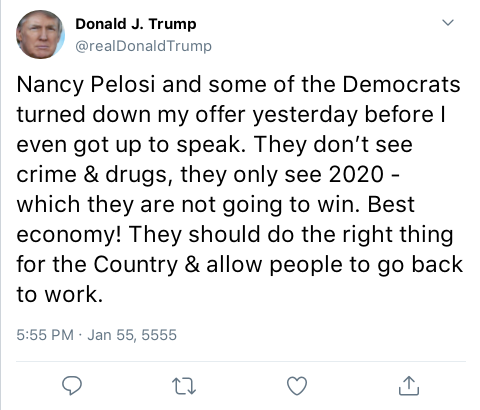 Donald J. Trump
@realDonaldTrump
Nancy Pelosi and some of the Democrats
turned down my offer yesterday before I
even got up to speak. They don’t see
crime & drugs, they only see 2020 -
which they are not going to win. Best
economy! They should do the right thing
for the Country & allow people to go back
to work.
5:55 PM · Jan 55, 5555